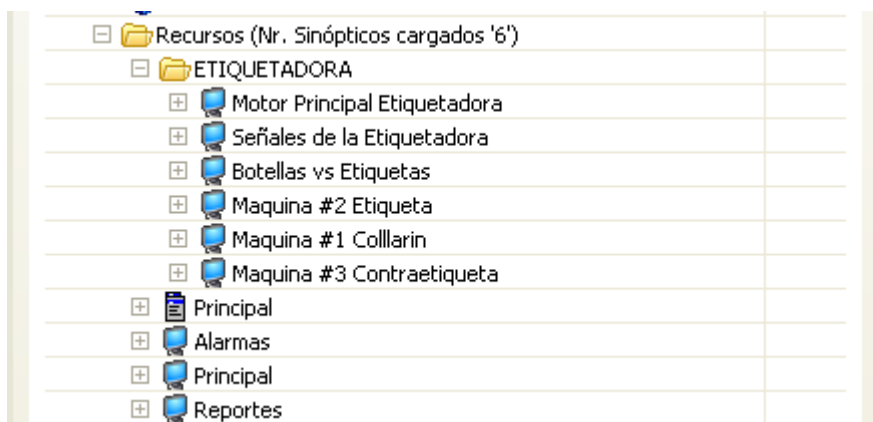 Recursos (Nr. Sinópticos cargados '6')
ETIQUETADORA
Motor Principal Etiquetadora
Señales de la Etiquetadora
Botellas vs Etiquetas
Maquina #2 Etiqueta
Maquina #1 Colllarin
Maquina #3 Contraetiqueta
Principal
Alarmas
Principal
Reportes